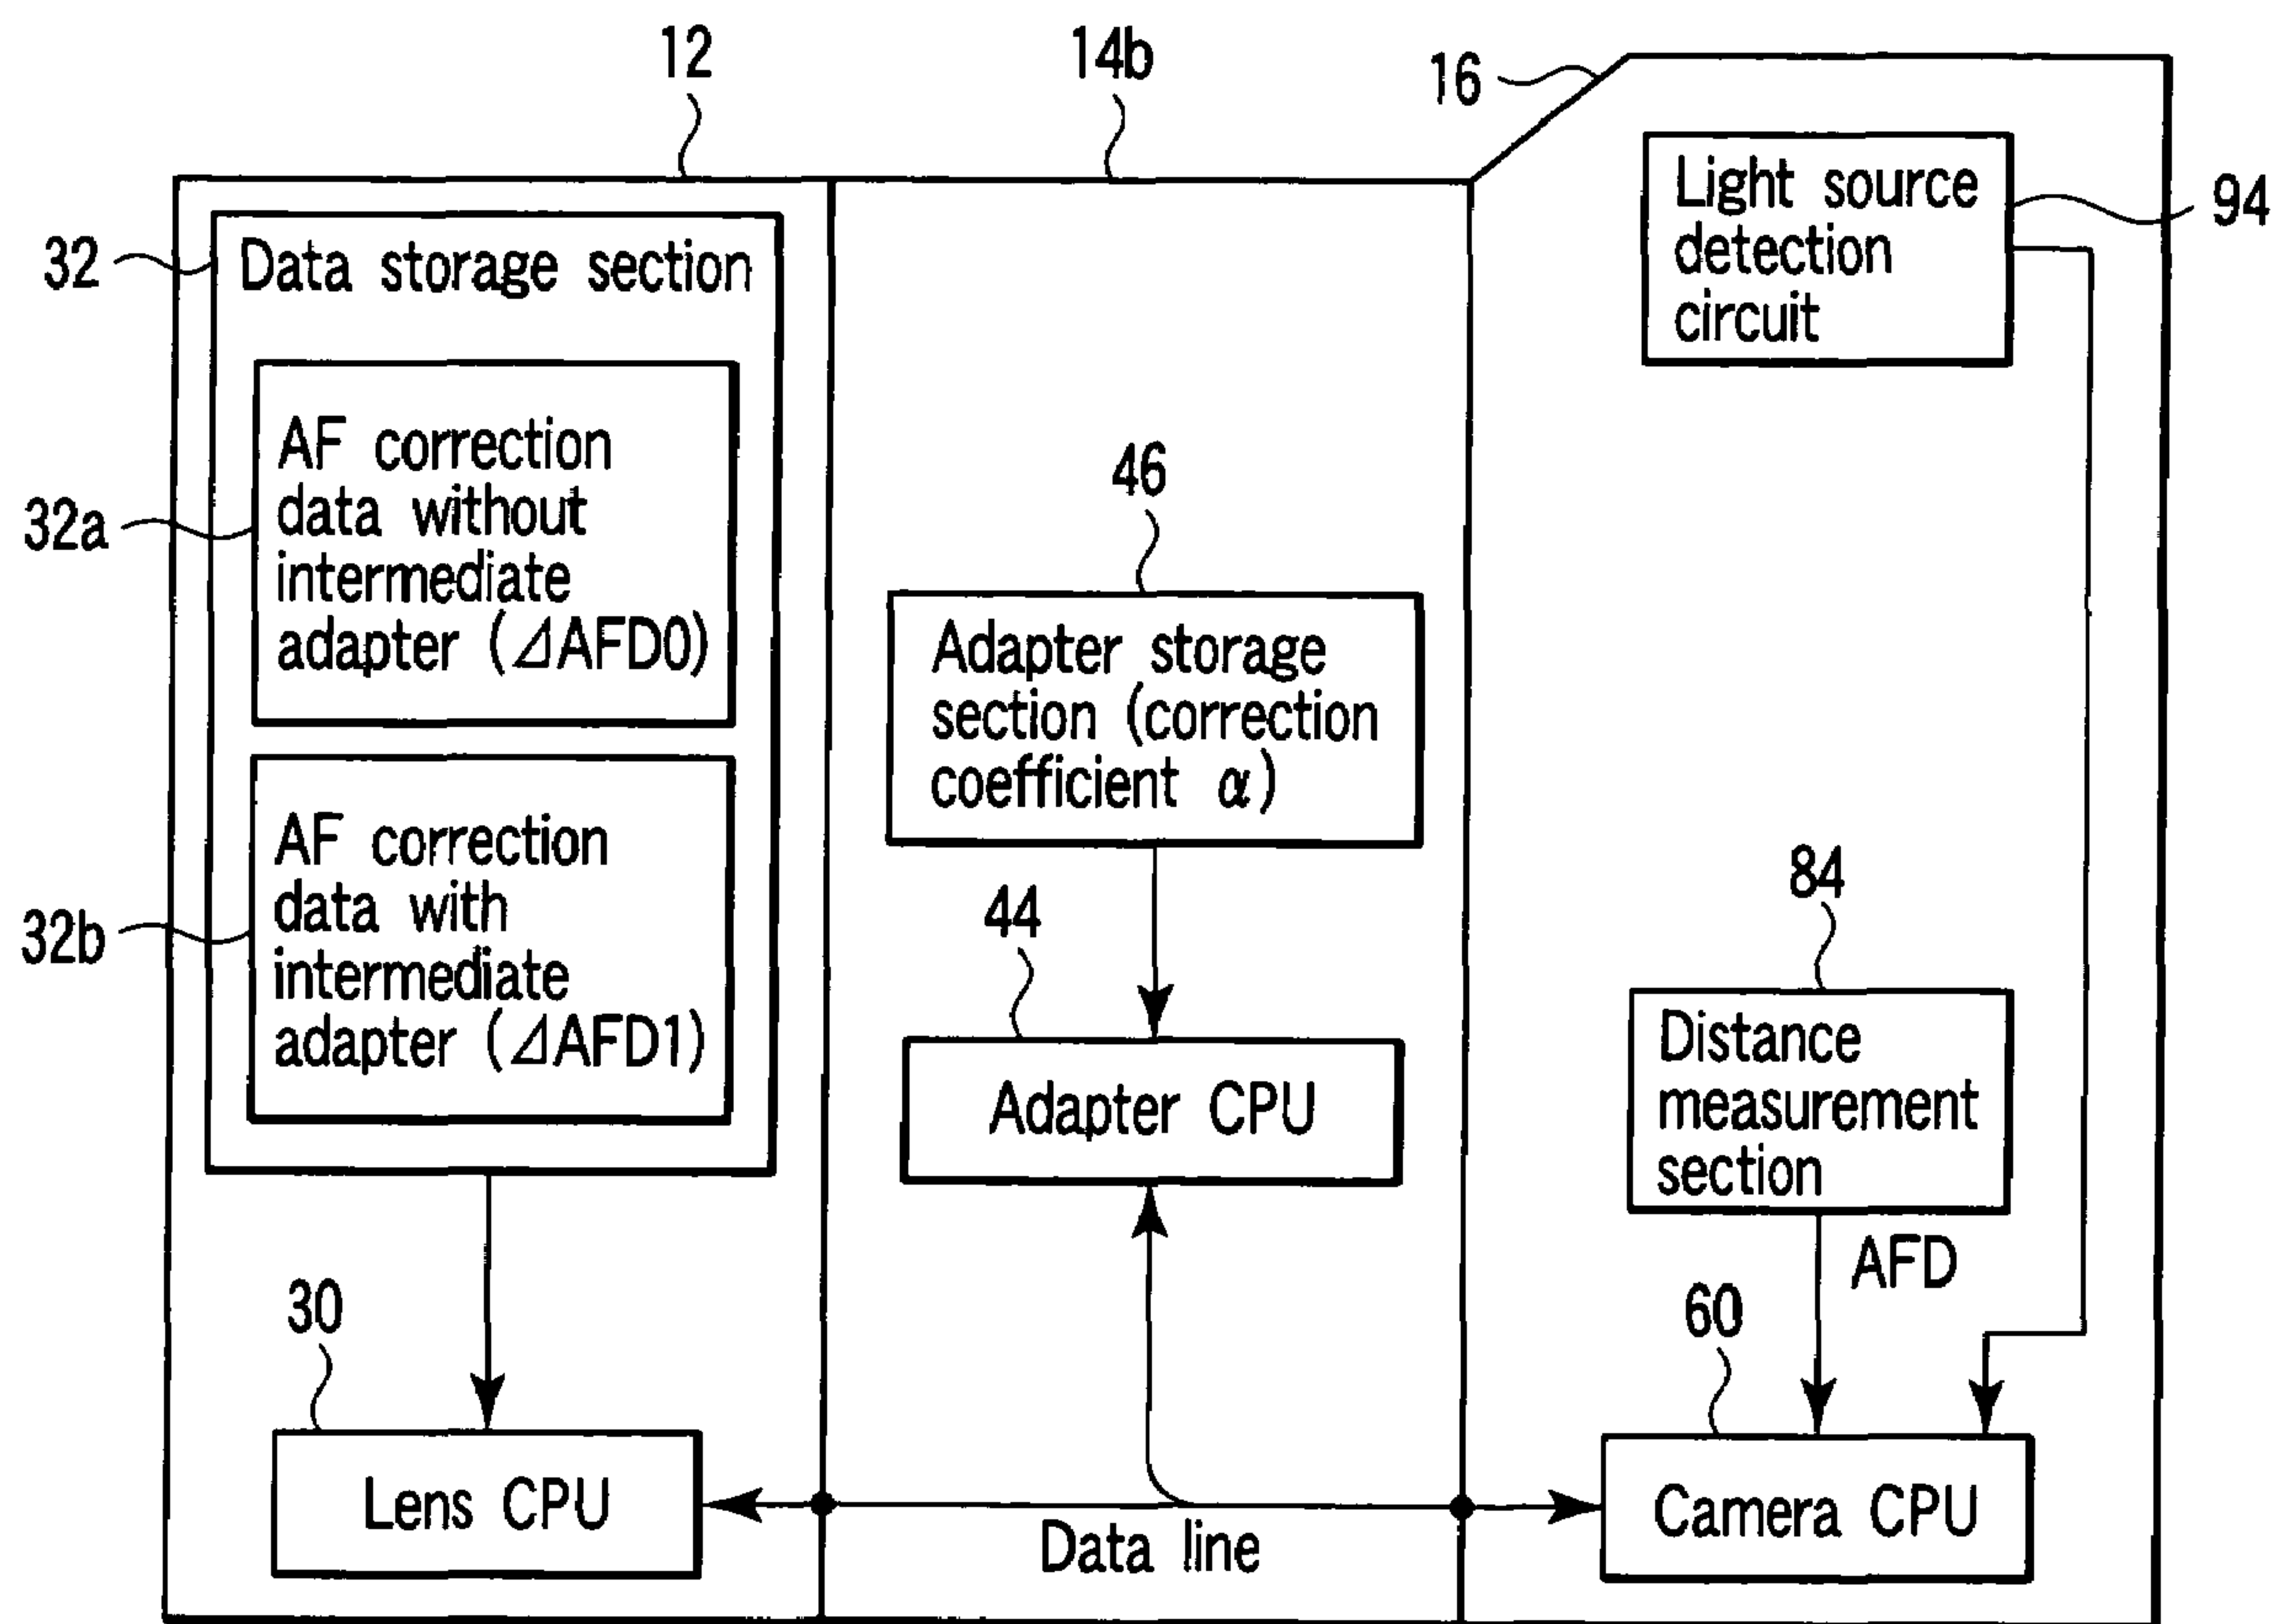 12
14b
16
Light source
detection
circuit
94
32
Data storage section
AF correction
data without
intermediate
adapter (⊿AFD0)
32a
46
Adapter storage
section (correction
coefficient α)
AF correction
data with
intermediate
adapter (⊿AFD1)
32b
44
Adapter CPU
84
Distance
measurement
section
AFD
30
Lens CPU
60
Camera CPU
Data line